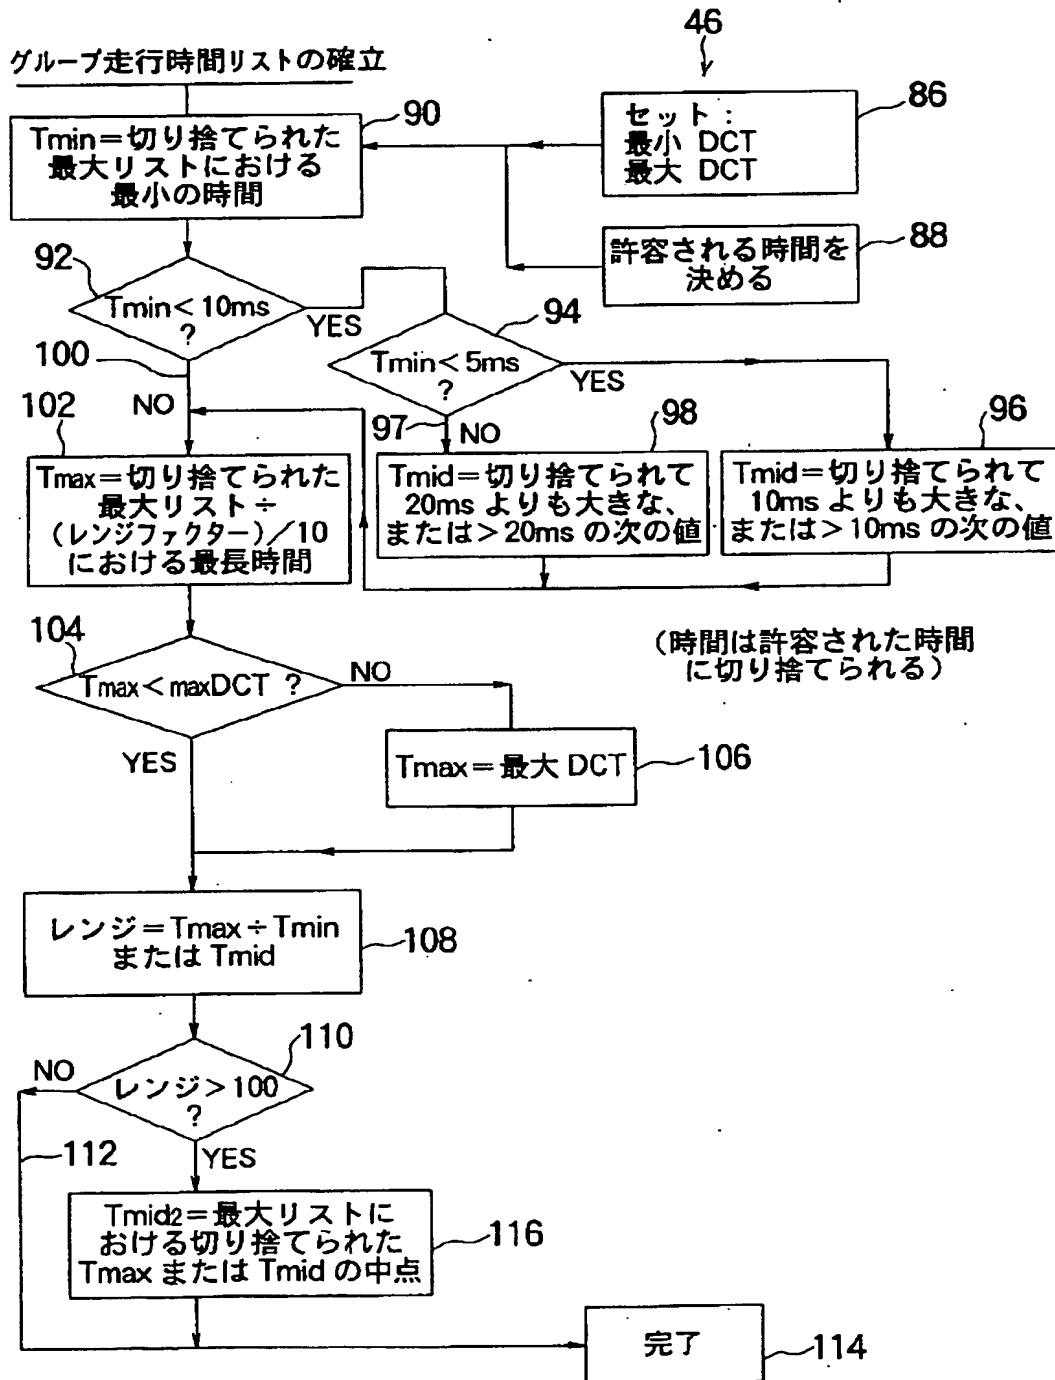 46
グループ走行時間リストの確立
90
Tmin＝切り捨てられた
最大リストにおける
最小の時間
セット：
最小 DCT
最大 DCT
86
許容される時間を
決める
88
92
Tmin＜10ms
？
YES
94
Tmin＜5ms
？
YES
100
NO
97
NO
98
96
102
Tmax＝切り捨てられた
最大リスト÷
(レンジファクター)／10
における最長時間
Tmid＝切り捨てられて
20ms よりも大きな、
または＞20ms の次の値
Tmid＝切り捨てられて
10ms よりも大きな、
または＞10ms の次の値
(時間は許容された時間
に切り捨てられる)
104
Tmax＜maxDCT ？
NO
YES
Tmax＝最大 DCT
106
レンジ＝Tmax÷Tmin
または Tmid
108
110
NO
レンジ＞100
？
112
YES
Tmid2＝最大リストに
おける切り捨てられた
Tmax または Tmid の中点
116
完了
114